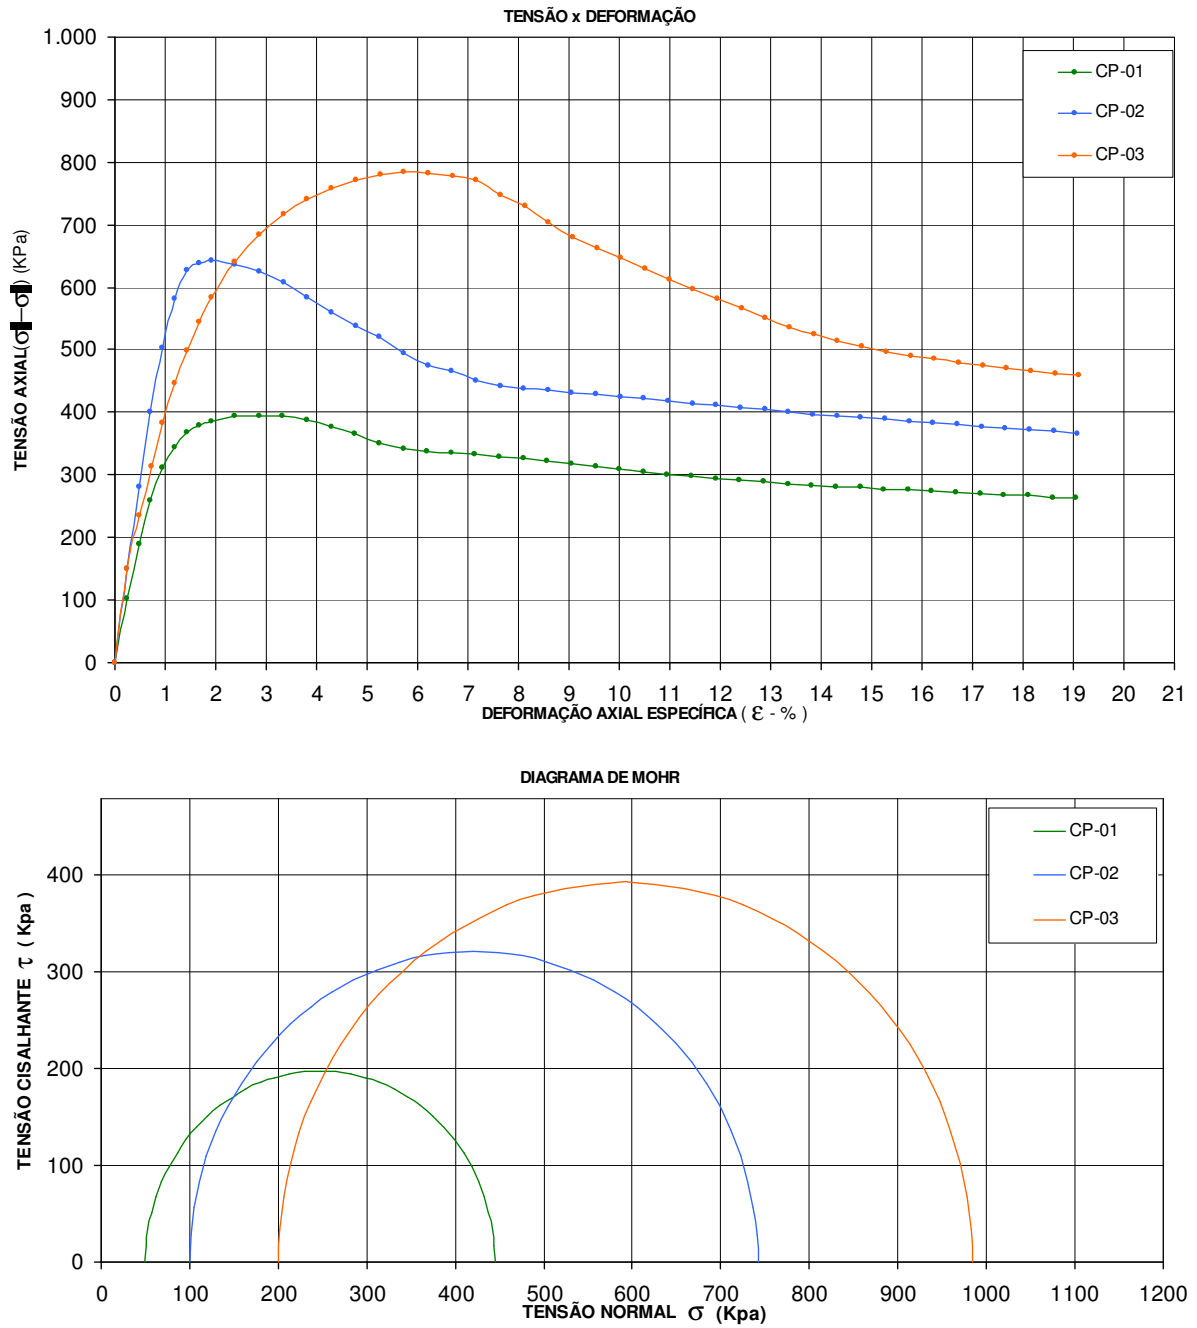 TENSÃO x DEFORMAÇÃO
1.000
900
800
700
600
500
400
300
200
100
0
TENSÃO AXIAL(σ—σ) (KPa)
CP-01
CP-02
CP-03
0 1 2 3 4 5 6 7 8 9 10 11 12 13 14 15 16 17 18 19 20 21
DEFORMAÇÃO AXIAL ESPECÍFICA ( ε - % )
DIAGRAMA DE MOHR
400
300
200
100
0
TENSÃO CISALHANTE τ ( Kpa )
CP-01
CP-02
CP-03
0 100 200 300 400 500 600 700 800 900 1000 1100 1200
TENSÃO NORMAL σ (Kpa)